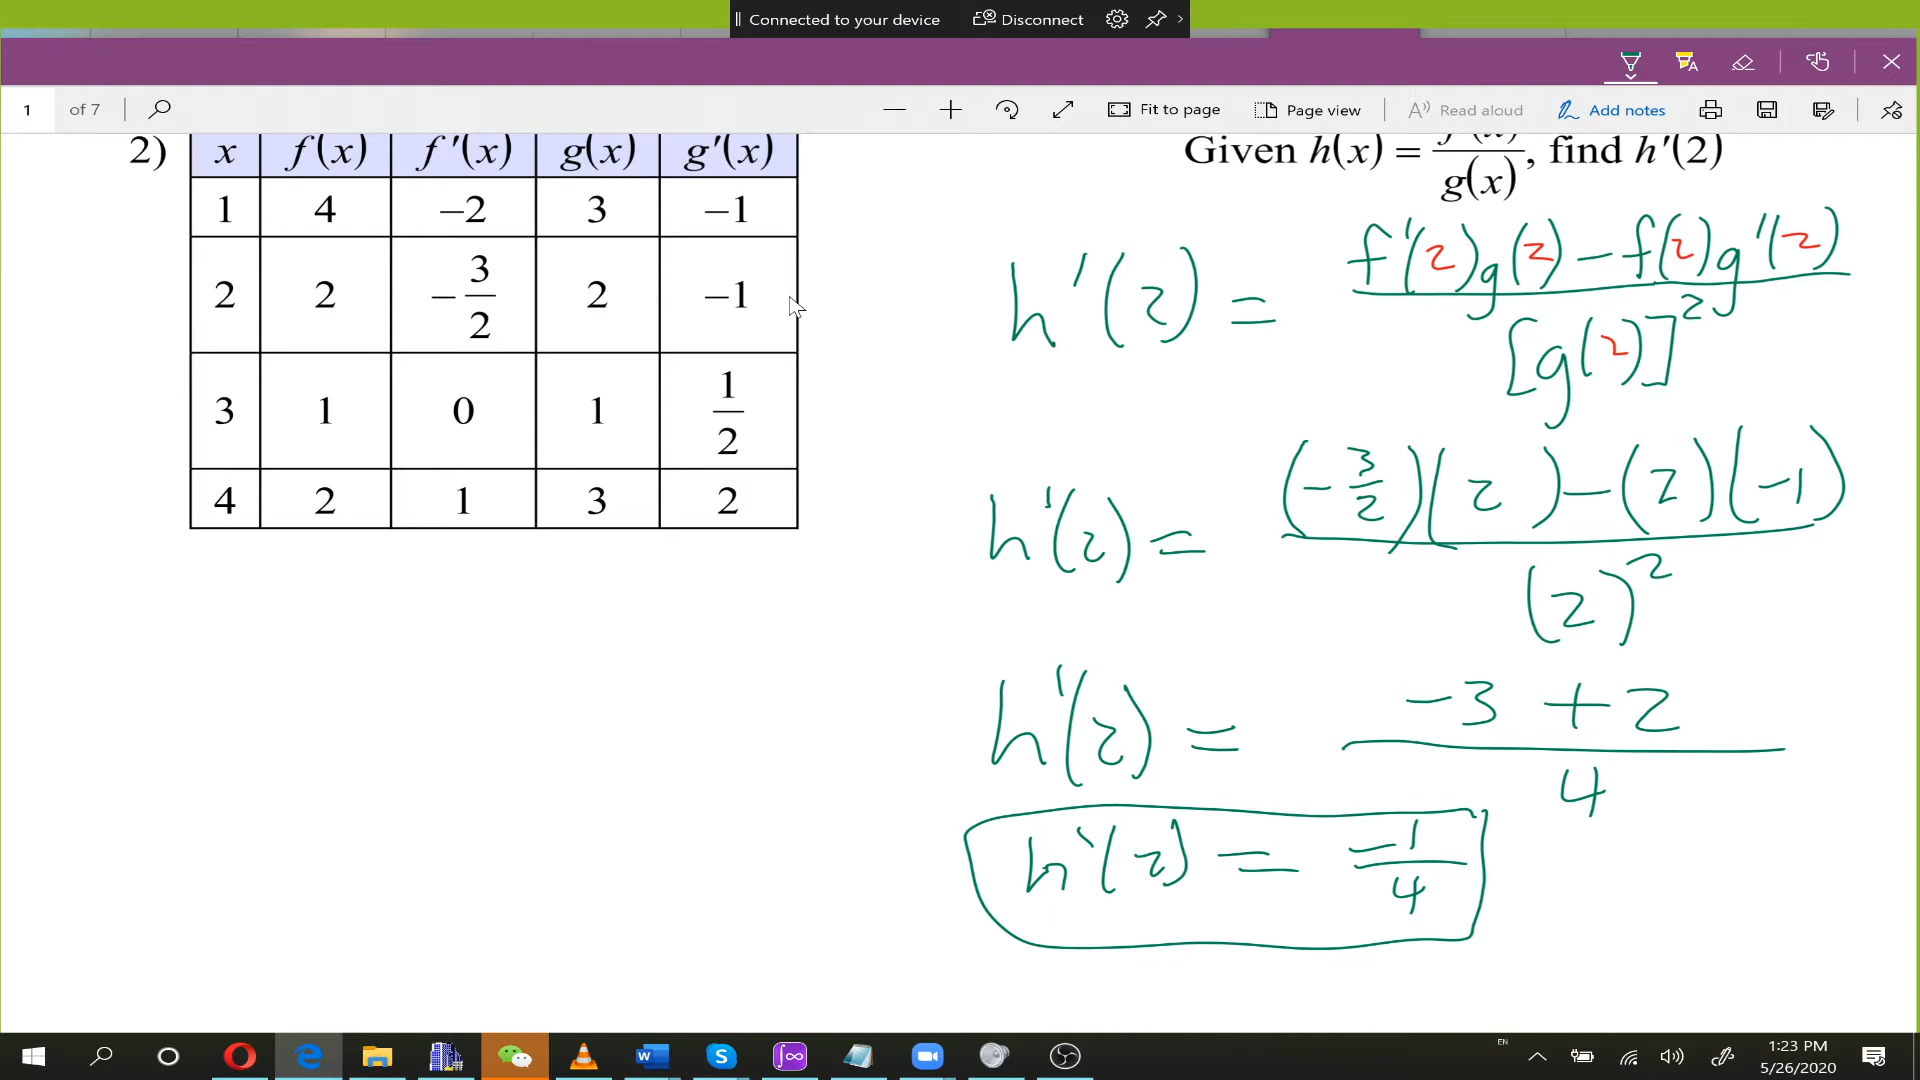 Connected to your device Disconnect
1 of 7 Fit to page Page view Read aloud Add notes
2) x f(x) f'(x) g(x) g'(x)
1 4 −2 3 −1
2 2 −3/2 2 −1
3 1 0 1 1/2
4 2 1 3 2
Given h(x) = f(x)/g(x), find h'(2)
h'(2) = f'(2)g(2) − f(2)g'(2) / [g(2)]²
h'(2) = (−3/2)(2) − (2)(−1) / (2)²
h'(2) = −3 + 2 / 4
h'(2) = −1/4
EN
1:23 PM
5/26/2020